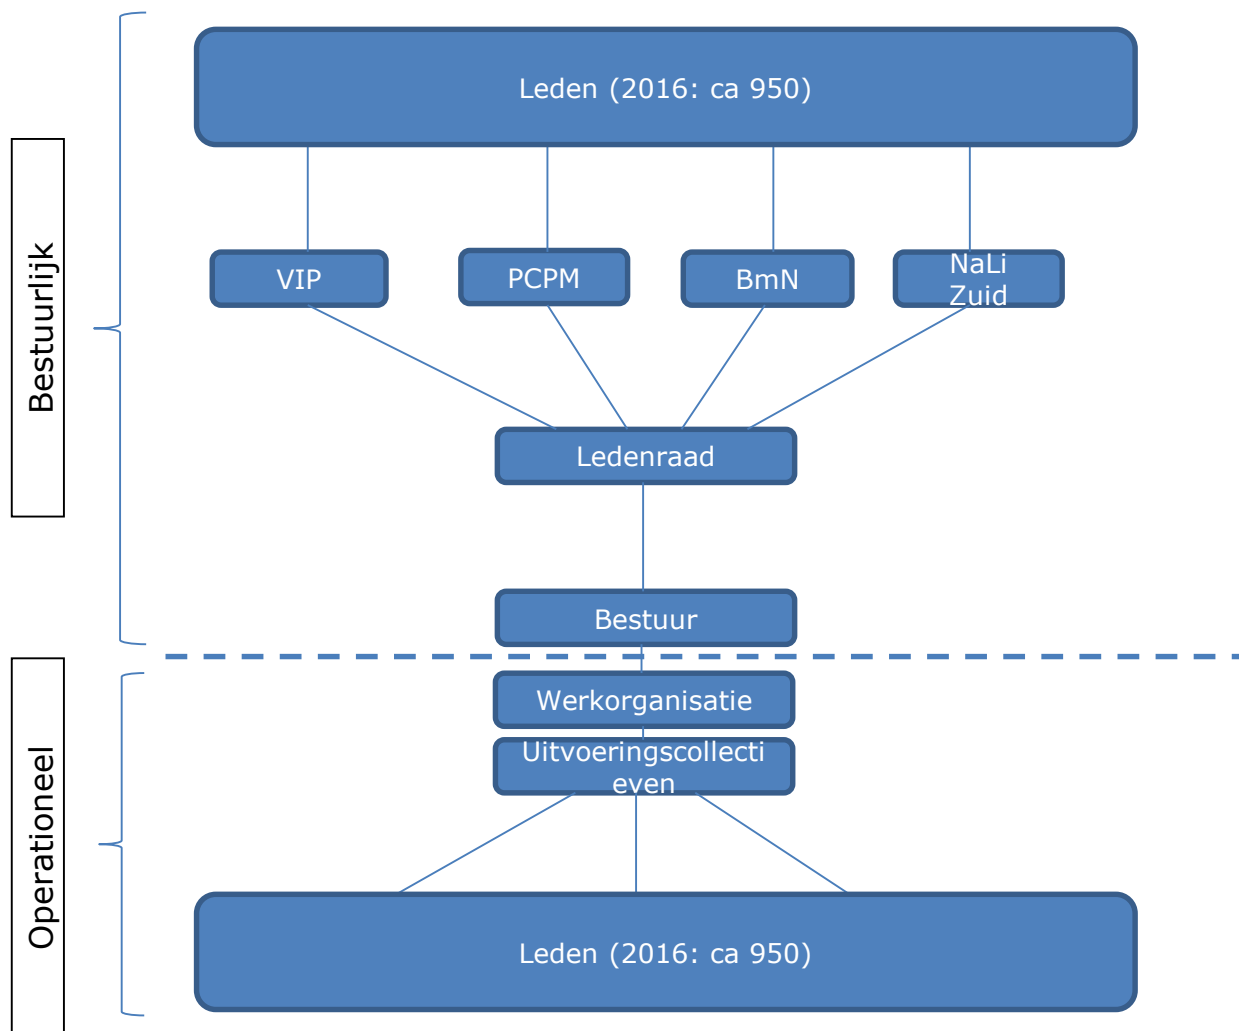 Bestuurlijk
Leden (2016: ca 950)
VIP
PCPM
BmN
NaLi
Zuid
Ledenraad
Bestuur
Operationeel
Werkorganisatie
Uitvoeringscollecti
even
Leden (2016: ca 950)